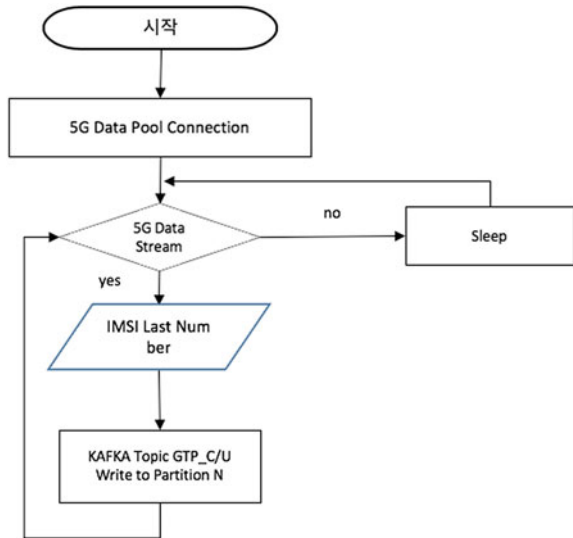 시작
5G Data Pool Connection
5G Data
Stream
no
Sleep
yes
IMSI Last Num
ber
KAFKA Topic GTP_C/U
Write to Partition N